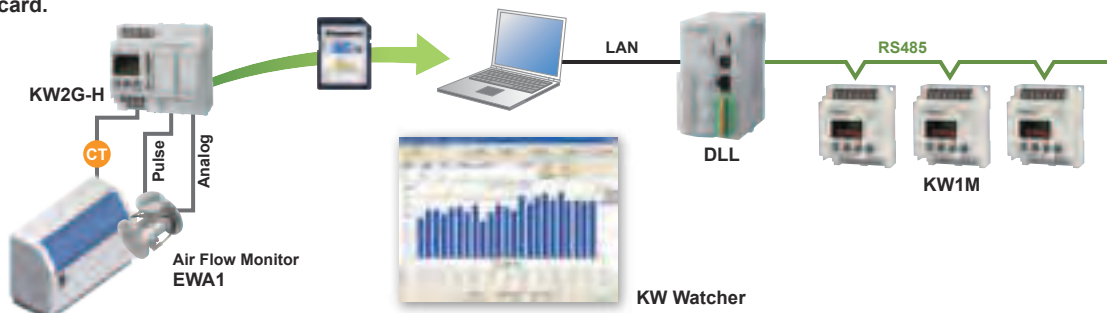 card.
KW2G-H
CT
Pulse
Analog
Air Flow Monitor
EWA1
LAN
DLL
RS485
KW1M
KW Watcher